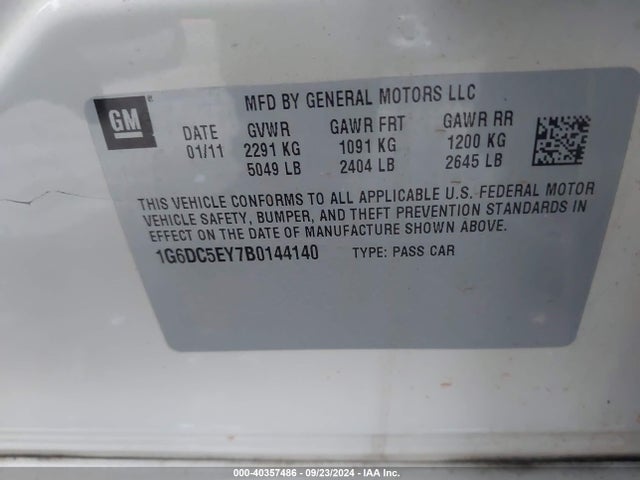 GM ®
MFD BY GENERAL MOTORS LLC
DATE GVWR GAWR FRT GAWR RR
01/11 2291 KG 1091 KG 1200 KG
5049 LB 2404 LB 2645 LB
THIS VEHICLE CONFORMS TO ALL APPLICABLE U.S. FEDERAL MOTOR
VEHICLE SAFETY, BUMPER, AND THEFT PREVENTION STANDARDS IN
EFFECT ON THE DATE OF MANUFACTURE SHOWN ABOVE.
1G6DC5EY7B0144140 TYPE: PASS CAR
000-40357486 - 09/23/2024 - IAA Inc.